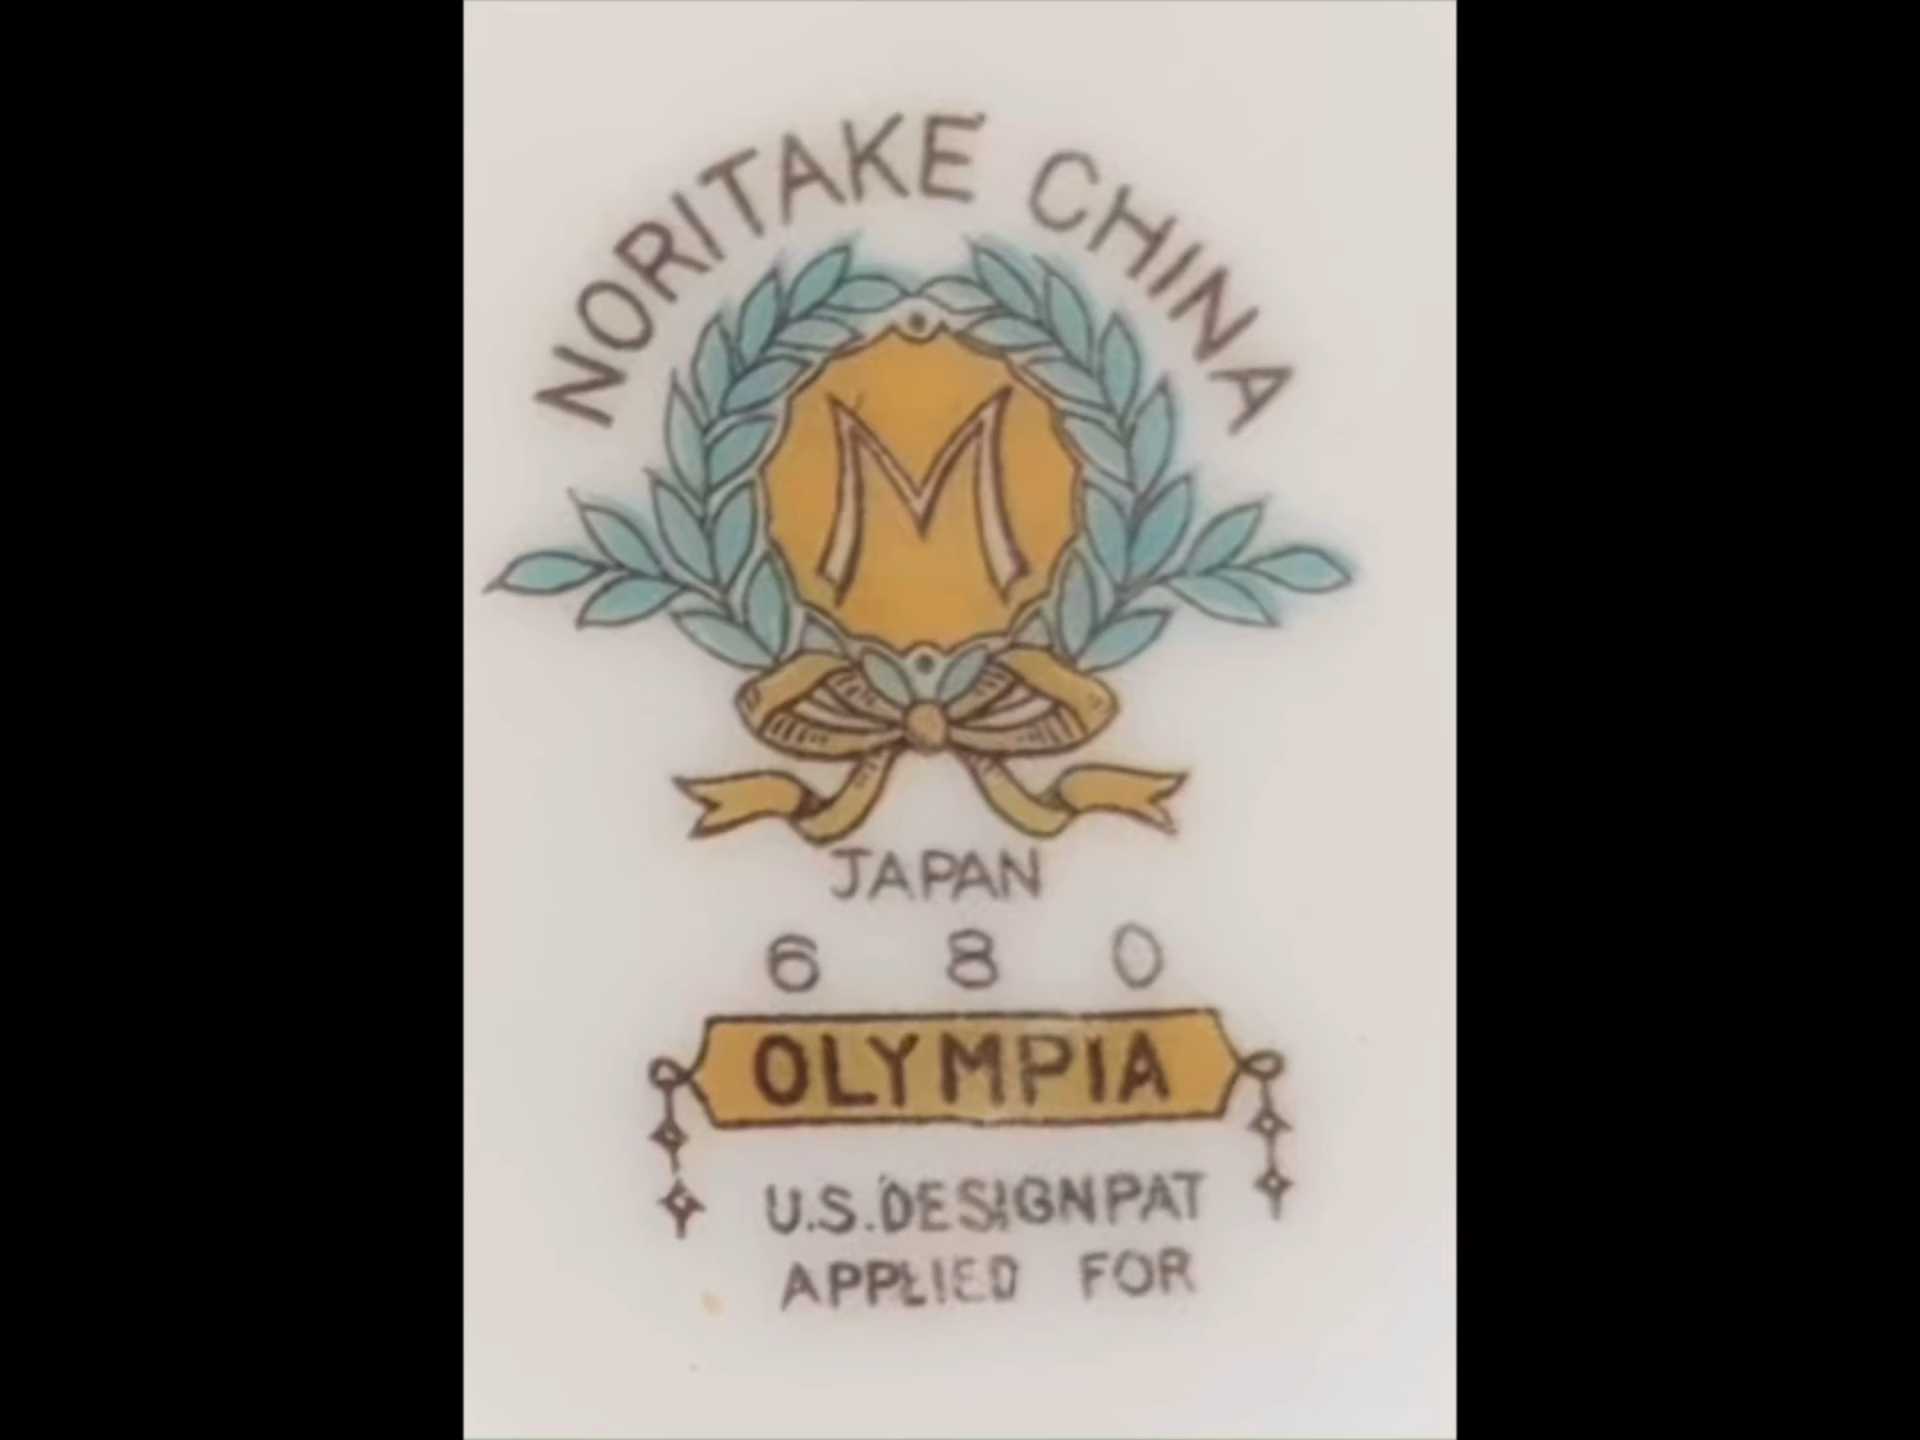 NORITAKE CHINA
M
JAPAN
6 8 0
OLYMPIA
U.S.DESIGNPAT
APPLIED FOR